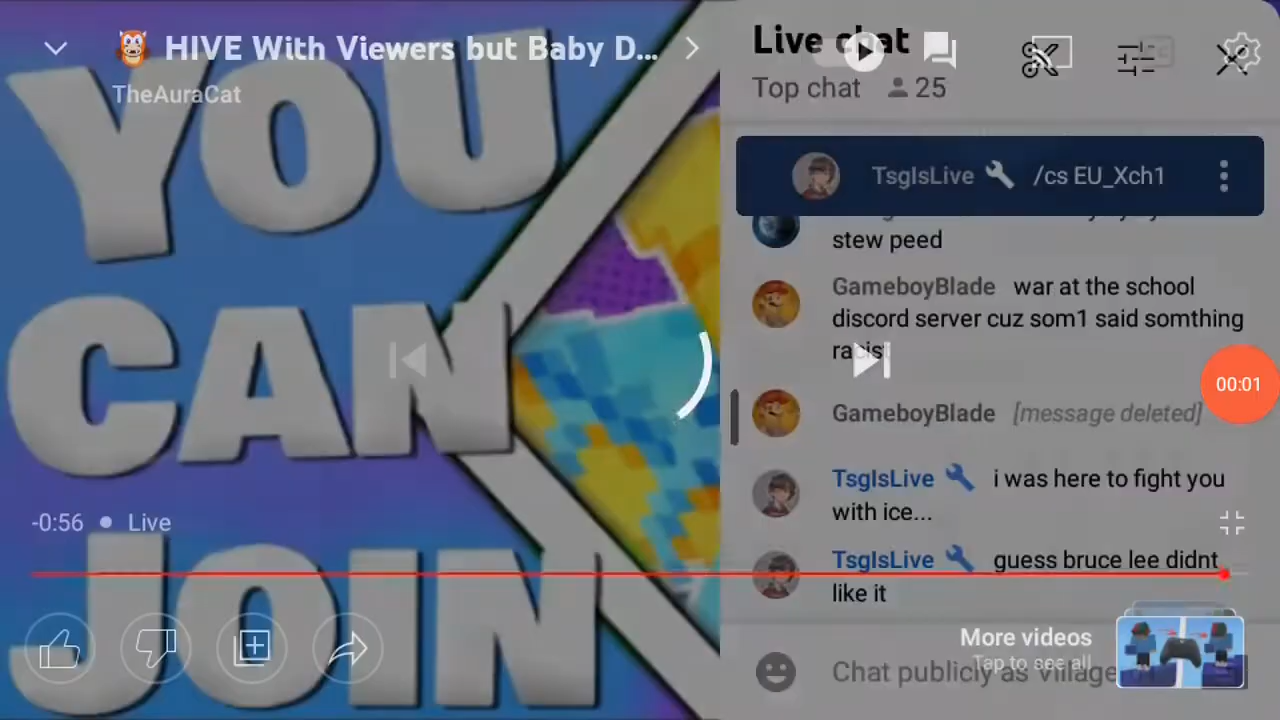 HIVE With Viewers but Baby D...
TheAuraCat
YOU
CAN
JOIN
-0:56 • Live
Live chat
Top chat 25
TsgIsLive /cs EU_Xch1
stew peed
GameboyBlade war at the school
discord server cuz som1 said somthing
racist
00:01
GameboyBlade [message deleted]
TsgIsLive i was here to fight you
with ice...
TsgIsLive guess bruce lee didnt
like it
More videos
Tap to see all
Chat publicly as village